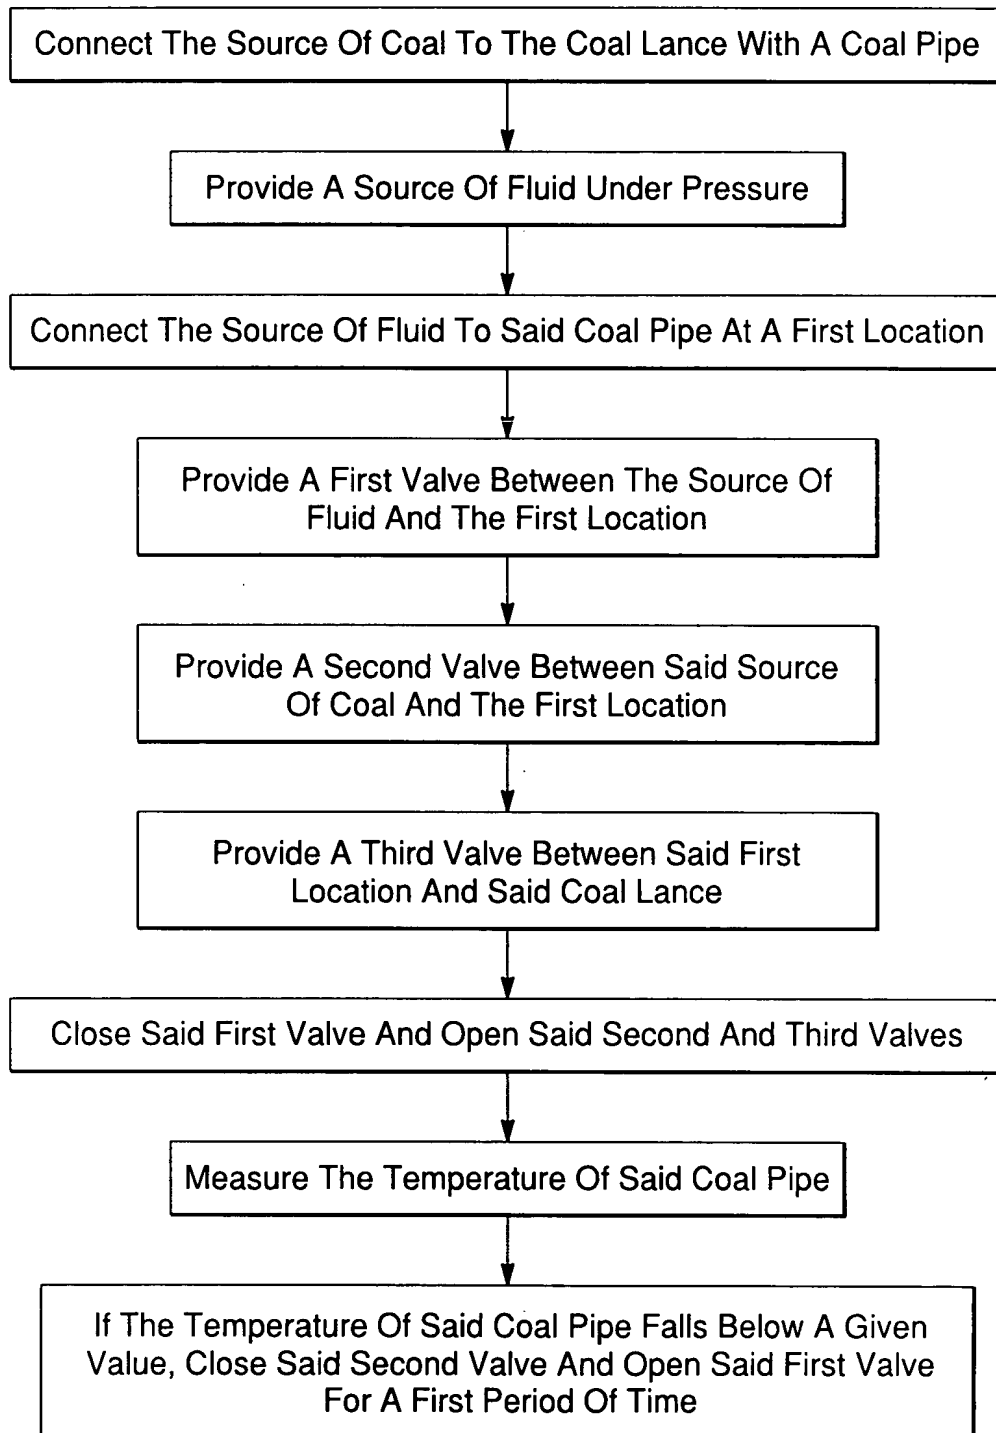 Connect The Source Of Coal To The Coal Lance With A Coal Pipe
Provide A Source Of Fluid Under Pressure
Connect The Source Of Fluid To Said Coal Pipe At A First Location
Provide A First Valve Between The Source Of
Fluid And The First Location
Provide A Second Valve Between Said Source
Of Coal And The First Location
Provide A Third Valve Between Said First
Location And Said Coal Lance
Close Said First Valve And Open Said Second And Third Valves
Measure The Temperature Of Said Coal Pipe
If The Temperature Of Said Coal Pipe Falls Below A Given
Value, Close Said Second Valve And Open Said First Valve
For A First Period Of Time